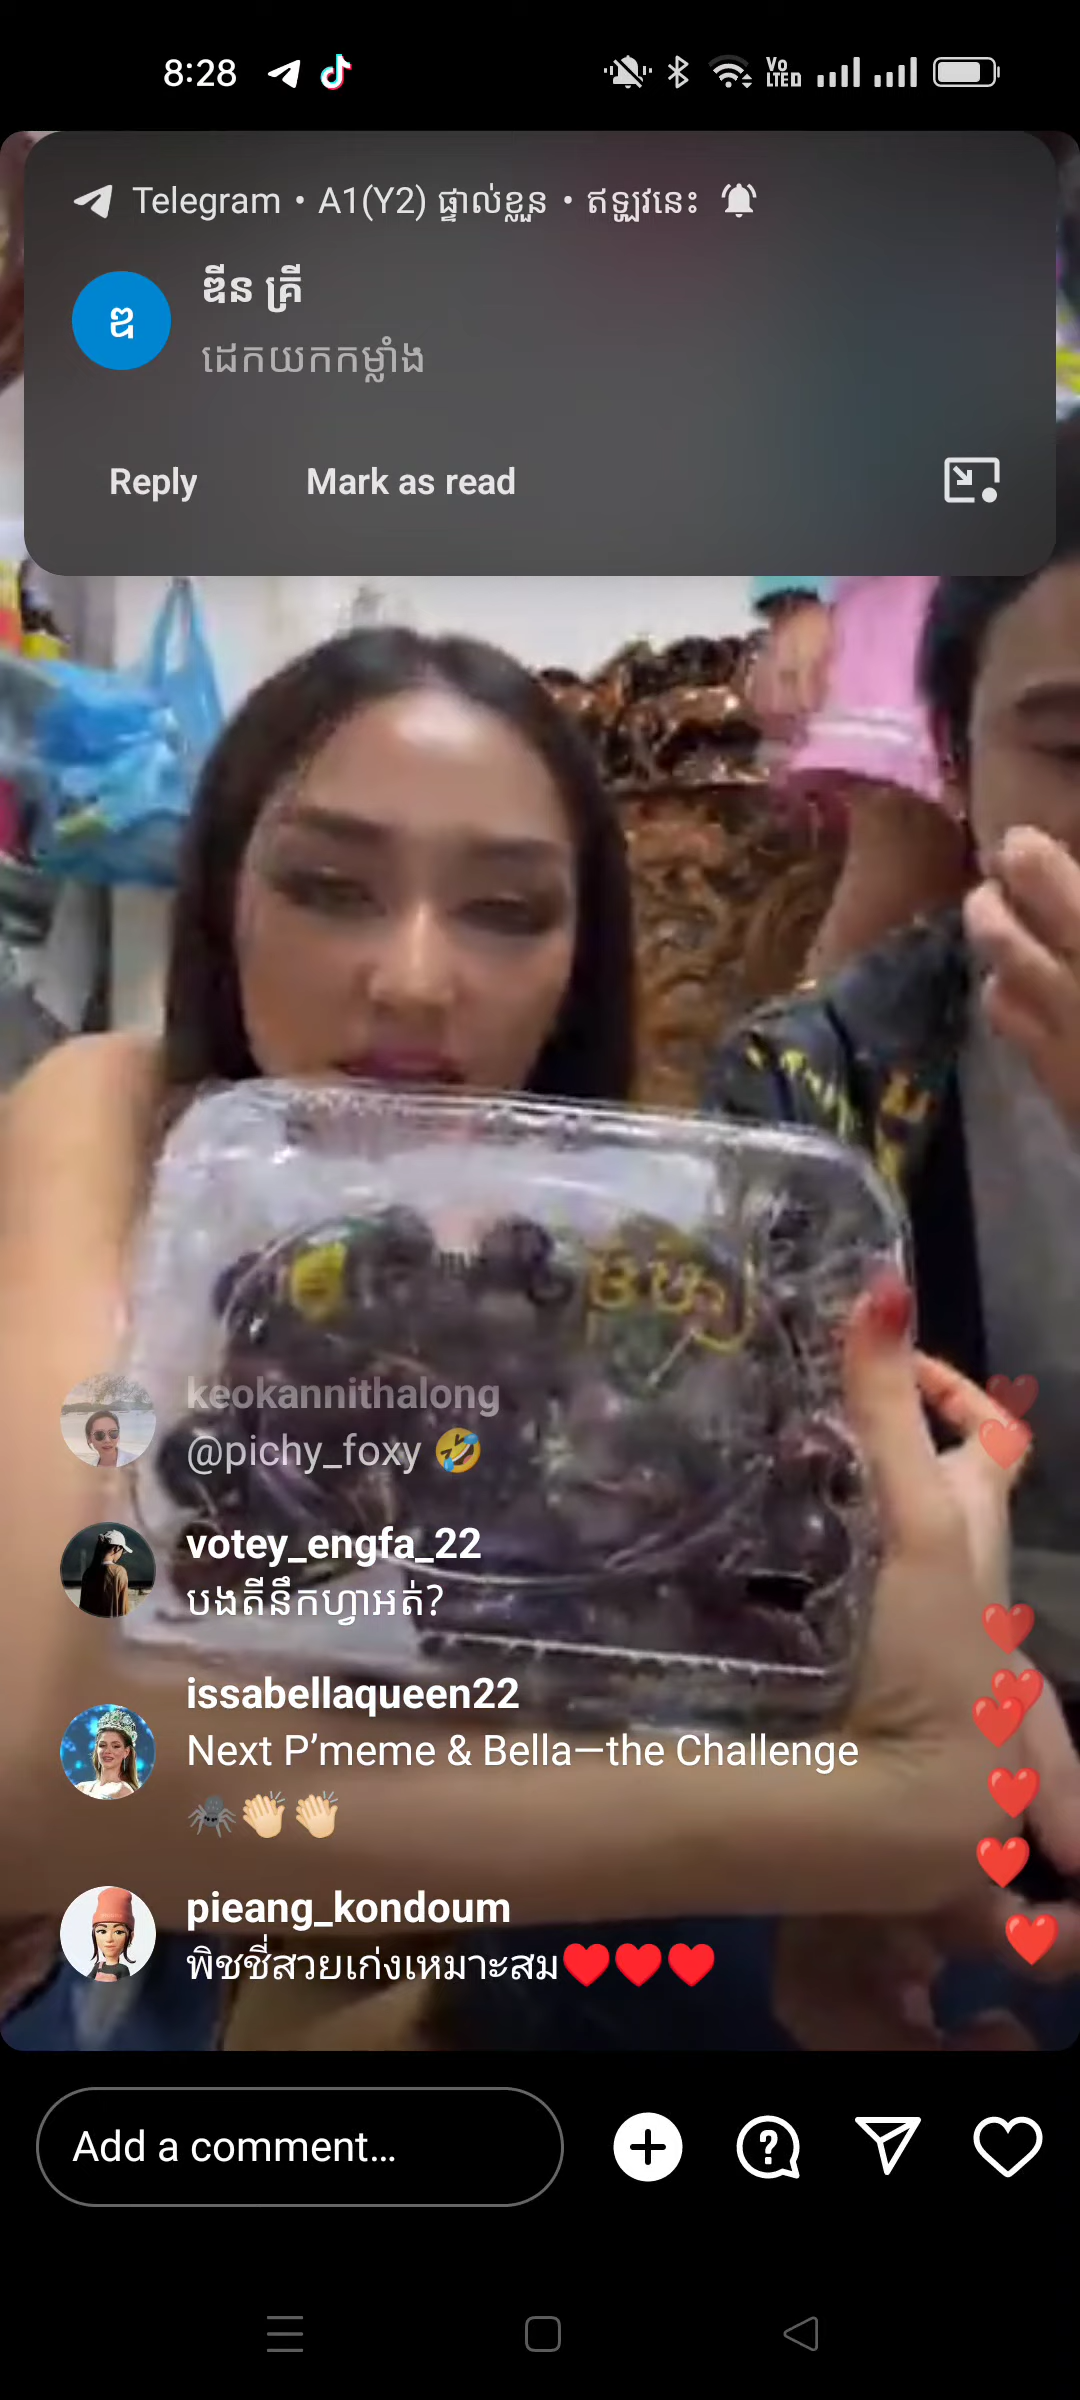 8:28
Vo
LTED
Telegram • A1(Y2) ផ្ទាល់ខ្លួន • ឥឡូវនេះ
ឌ
ឌីន គ្រី
ដេកយកកម្លាំង
Reply
Mark as read
keokannithalong
@pichy_foxy 🤣
votey_engfa_22
បងតីនឹកហ្វាអត់?
issabellaqueen22
Next P’meme & Bella—the Challenge
🕷️👏🏻👏🏻
pieang_kondoum
พิชชี่สวยเก่งเหมาะสม❤️❤️❤️
Add a comment...